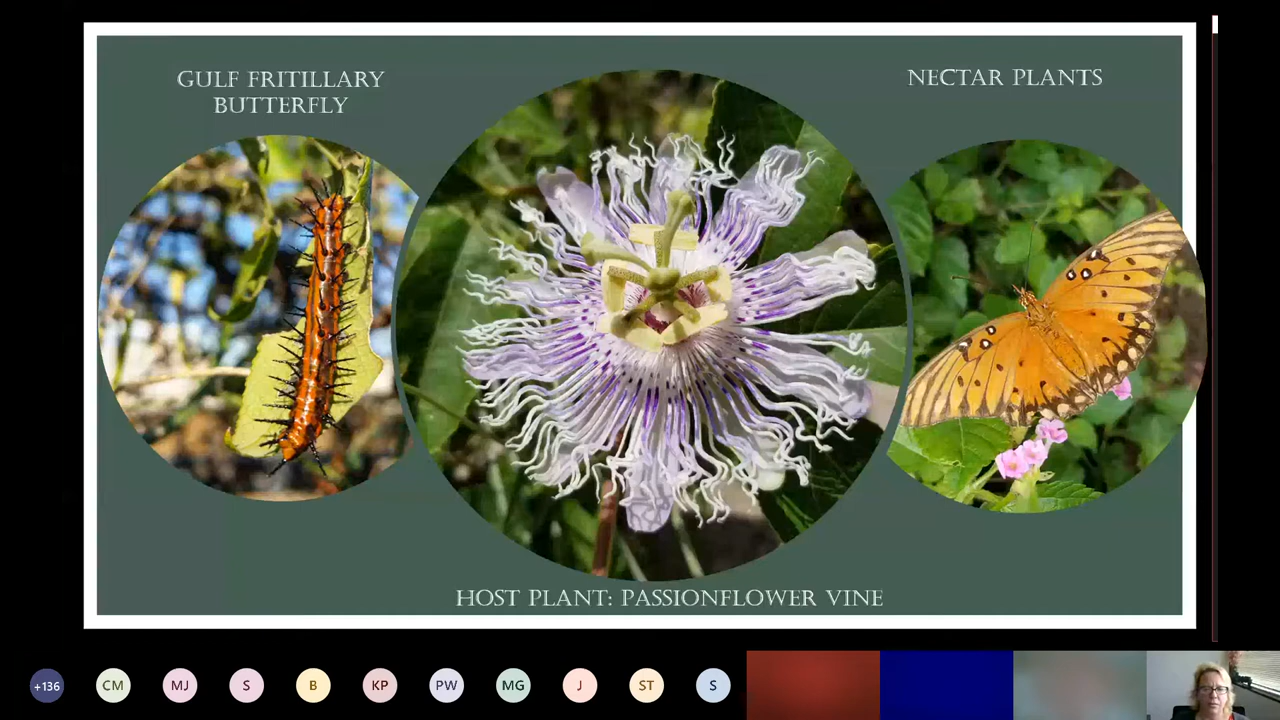 GULF FRITILLARY
BUTTERFLY
NECTAR PLANTS
HOST PLANT: PASSIONFLOWER VINE
+136
CM
MJ
S
B
KP
PW
MG
J
ST
S